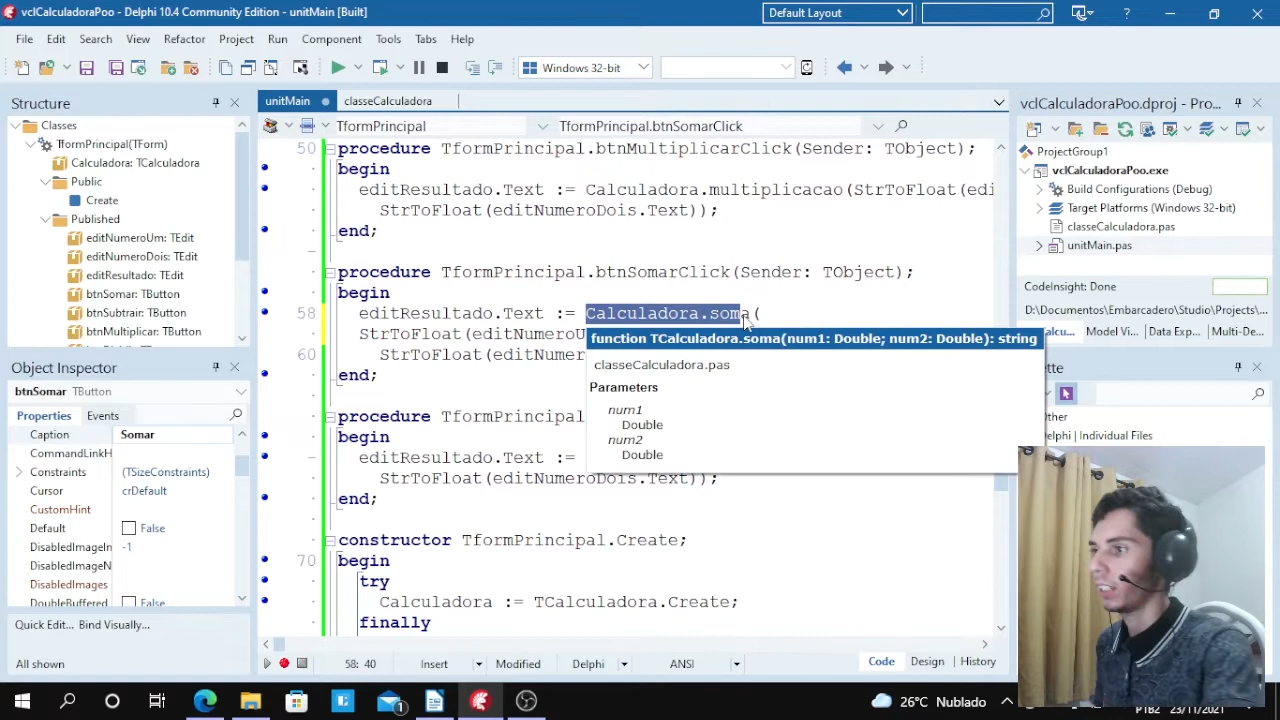 vclCalculadoraPoo - Delphi 10.4 Community Edition - unitMain [Built]
Default Layout
File Edit Search View Refactor Project Run Component Tools Tabs Help
Windows 32-bit
Structure
Classes
TformPrincipal(TForm)
Calculadora: TCalculadora
Public
Create
Published
editNumeroUm: TEdit
editNumeroDois: TEdit
editResultado: TEdit
btnSomar: TButton
btnSubtrair: TButton
btnMultiplicar: TButton
Object Inspector
btnSomar TButton
Properties Events
Caption Somar
CommandLinkH
Constraints (TSizeConstraints)
Cursor crDefault
CustomHint
Default False
DisabledImageIn -1
DisabledImageN
DisabledImages
DoubleBuffered False
Quick Edit... Bind Visually...
All shown
unitMain classeCalculadora
TformPrincipal TformPrincipal.btnSomarClick
50 procedure TformPrincipal.btnMultiplicarClick(Sender: TObject);
begin
editResultado.Text := Calculadora.multiplicacao(StrToFloat(edi
StrToFloat(editNumeroDois.Text));
end;
procedure TformPrincipal.btnSomarClick(Sender: TObject);
begin
58 editResultado.Text := Calculadora.soma(
StrToFloat(editNumeroU
60 StrToFloat(editNumer
end;
function TCalculadora.soma(num1: Double; num2: Double): string
classeCalculadora.pas
Parameters
num1
Double
num2
Double
procedure TformPrincipal
begin
editResultado.Text :=
StrToFloat(editNumeroDois.Text));
end;
constructor TformPrincipal.Create;
70 begin
try
Calculadora := TCalculadora.Create;
finally
58: 40 Insert Modified Delphi ANSI Code Design History
vclCalculadoraPoo.dproj - Pro...
ProjectGroup1
vclCalculadoraPoo.exe
Build Configurations (Debug)
Target Platforms (Windows 32-bit)
classeCalculadora.pas
unitMain.pas
CodeInsight: Done
D:\Documentos\Embarcadero\Studio\Projects\
Model Vi... Data Exp... Multi-De...
Delphi | Individual Files
1
26°C Nublado
PTB2 23/11/2021